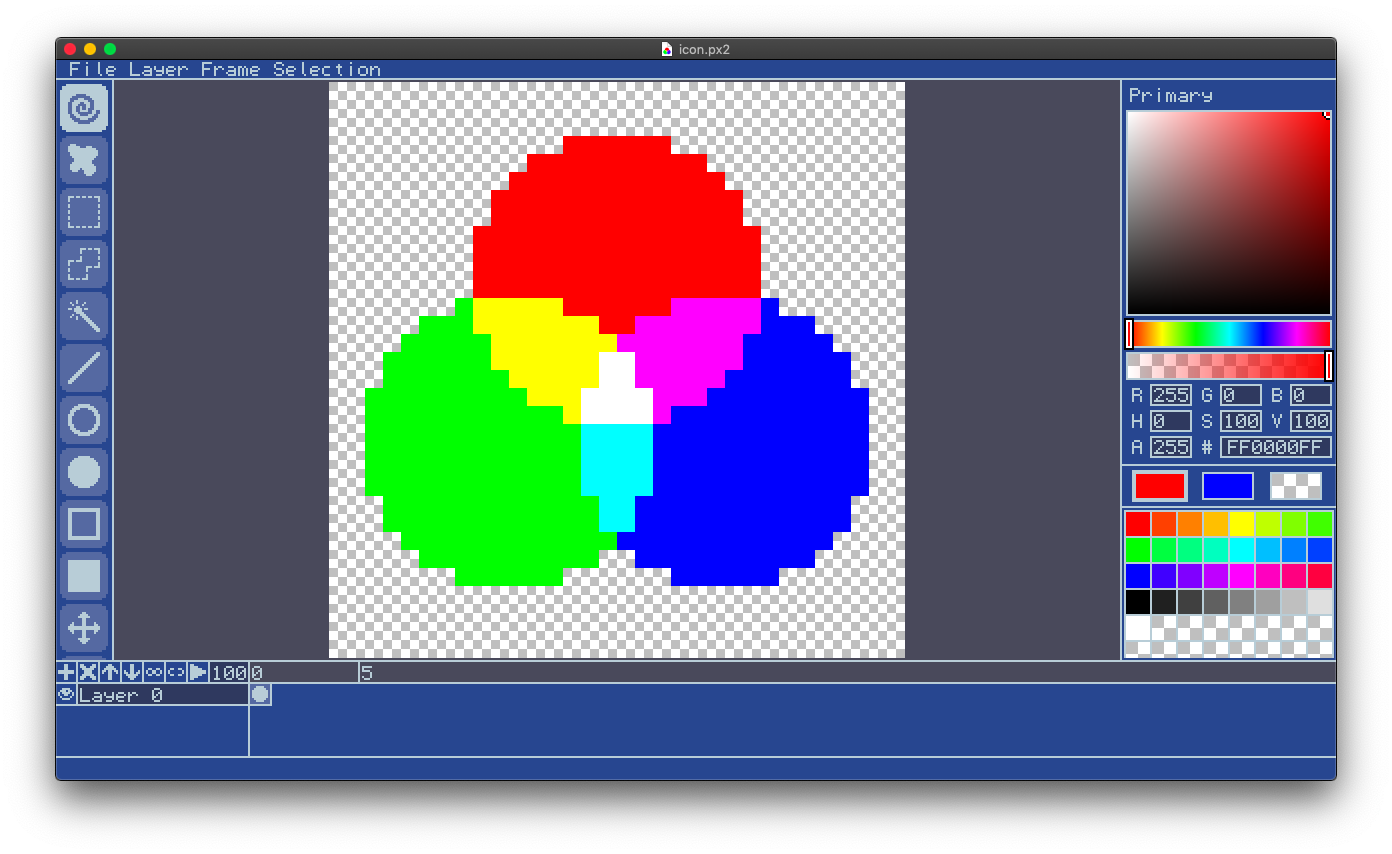 icon.px2
File Layer Frame Selection
Primary
R 255 G 0 B 0
H 0 S 100 V 100
A 255 # FF0000FF
100 0 5
Layer 0